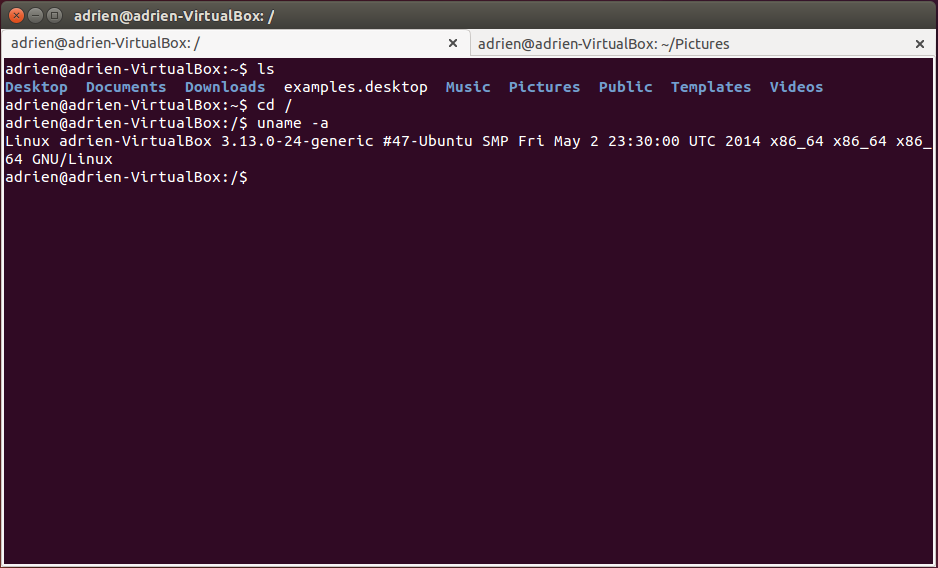 adrien@adrien-VirtualBox: /
adrien@adrien-VirtualBox: /
adrien@adrien-VirtualBox: ~/Pictures
adrien@adrien-VirtualBox:~$ ls
Desktop  Documents  Downloads  examples.desktop  Music  Pictures  Public  Templates  Videos
adrien@adrien-VirtualBox:~$ cd /
adrien@adrien-VirtualBox:/$ uname -a
Linux adrien-VirtualBox 3.13.0-24-generic #47-Ubuntu SMP Fri May 2 23:30:00 UTC 2014 x86_64 x86_64 x86_
64 GNU/Linux
adrien@adrien-VirtualBox:/$